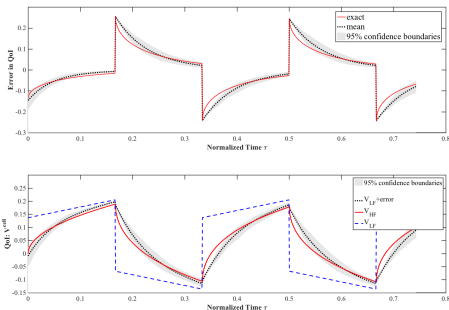 0.2
0.1
0
-0.1
-0.2
-0.3
Error in QoI
exact
mean
95% confidence boundaries
0 0.1 0.2 0.3 0.4 0.5 0.6 0.7 0.8
Normalized Time τ
0.25
0.2
0.15
0.1
0.05
0
-0.05
-0.1
-0.15
QoI: V^cell
95% confidence boundaries
V_LF+error
V_HF
V_LF
0 0.1 0.2 0.3 0.4 0.5 0.6 0.7 0.8
Normalized Time τ